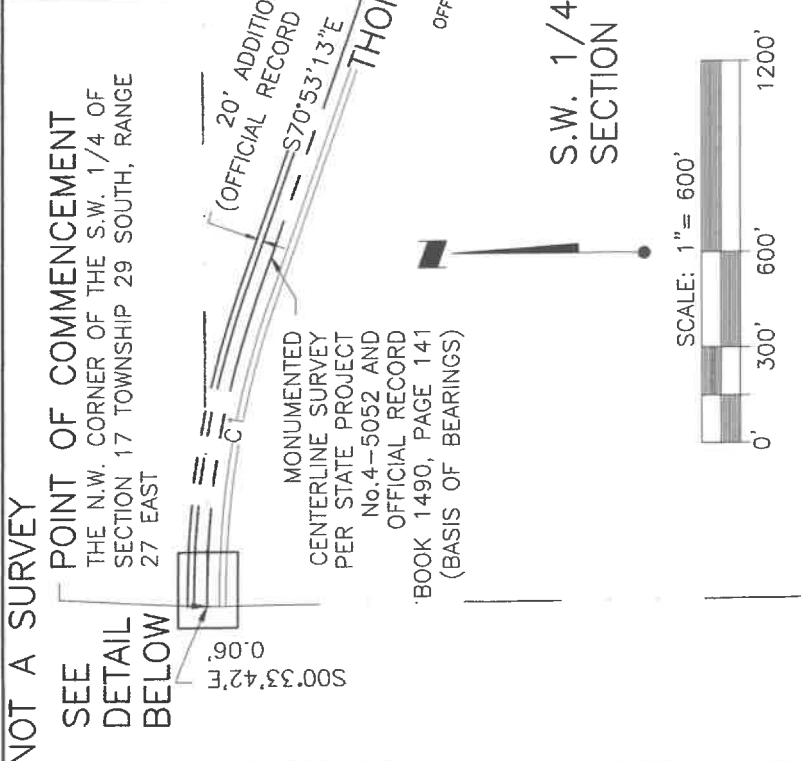 NOT A SURVEY
POINT OF COMMENCEMENT
THE N.W. CORNER OF THE S.W. 1/4 OF
SECTION 17 TOWNSHIP 29 SOUTH, RANGE
27 EAST
SEE
DETAIL
BELOW
S00°33'42"E
0.06'
20' ADDITIO
(OFFICIAL RECORD
S70°53'13"E
C
MONUMENTED
CENTERLINE SURVEY
PER STATE PROJECT
No.4-5052 AND
OFFICIAL RECORD
BOOK 1490, PAGE 141
(BASIS OF BEARINGS)
N
S.W. 1/4
SECTION
SCALE: 1"= 600'
0' 300' 600' 1200'